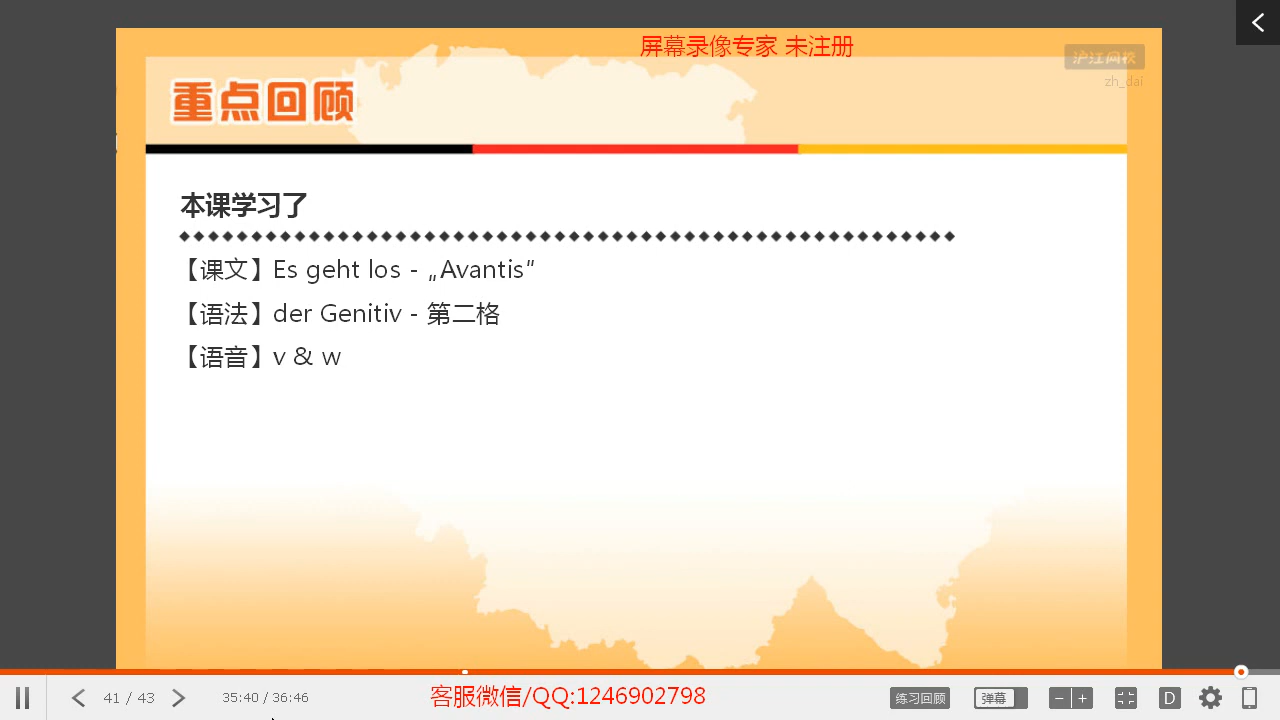 屏幕录像专家 未注册
沪江网校
zh_dai
重点回顾
本课学习了
【课文】Es geht los - „Avantis"
【语法】der Genitiv - 第二格
【语音】v & w
41 / 43
35:40 / 36:46
客服微信/QQ:1246902798
练习回顾
弹幕
D